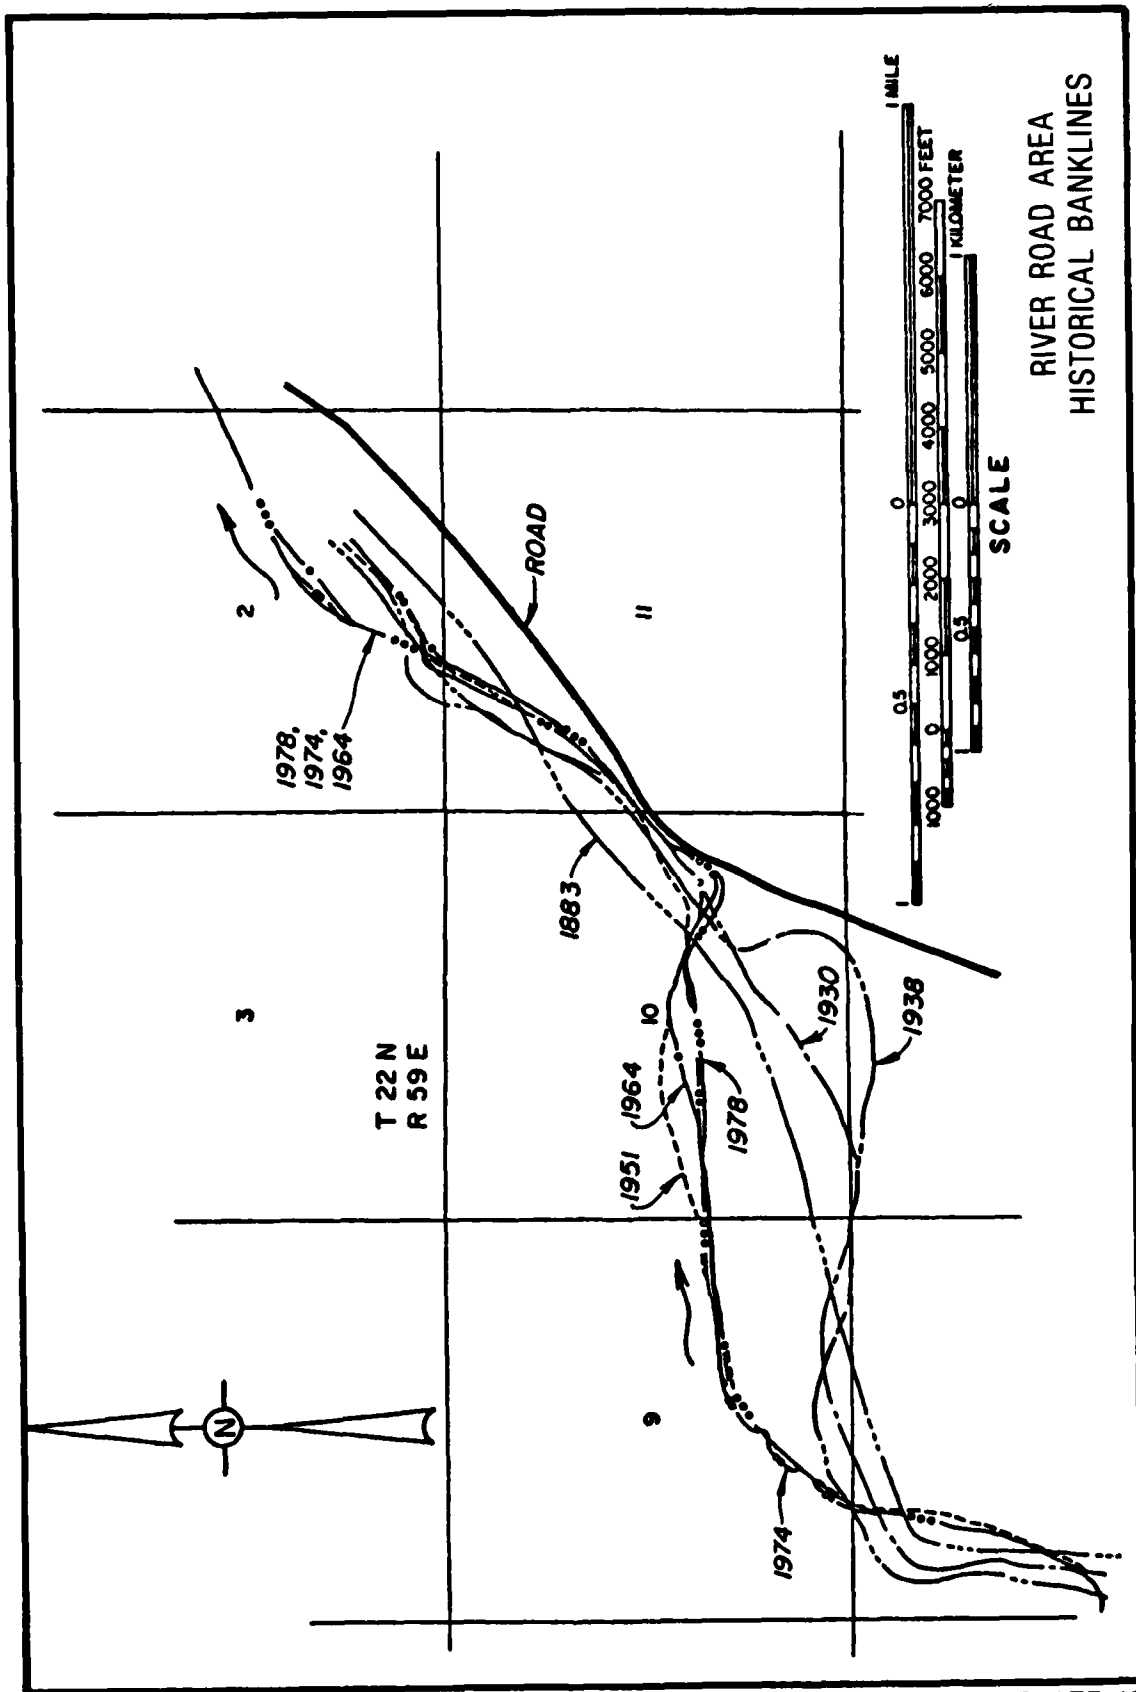 1978,
1974,
1964
2
3
T 22 N
R 59 E
ROAD
11
1883
10
1930
1938
1964
1951
1978
9
1974
N
1 0.5 0 1 MILE
1000 0 1000 2000 3000 4000 5000 6000 7000 FEET
0.5 0 1 KILOMETER
SCALE
RIVER ROAD AREA
HISTORICAL BANKLINES